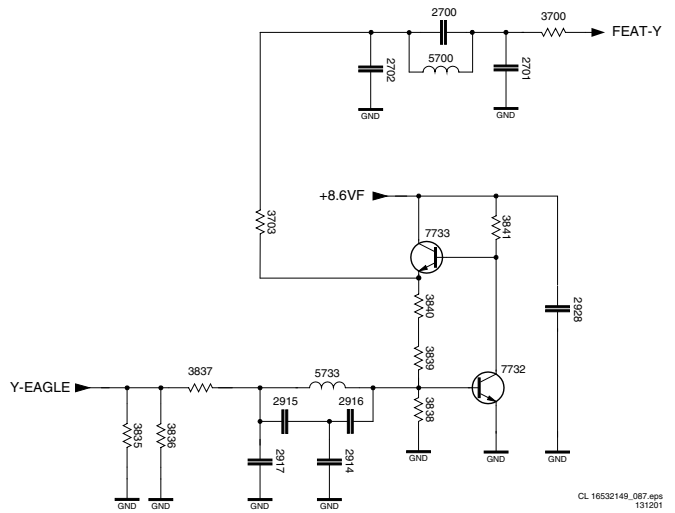 2700
3700
FEAT-Y
5700
2702
2701
GND
GND
+8.6VF
3703
7733
3841
3840
2928
3839
7732
Y-EAGLE
3837
5733
2915
2916
3838
3835
3836
2917
2914
GND
GND
GND
GND
GND
GND
GND
GND
CL 16532149_087.eps
131201